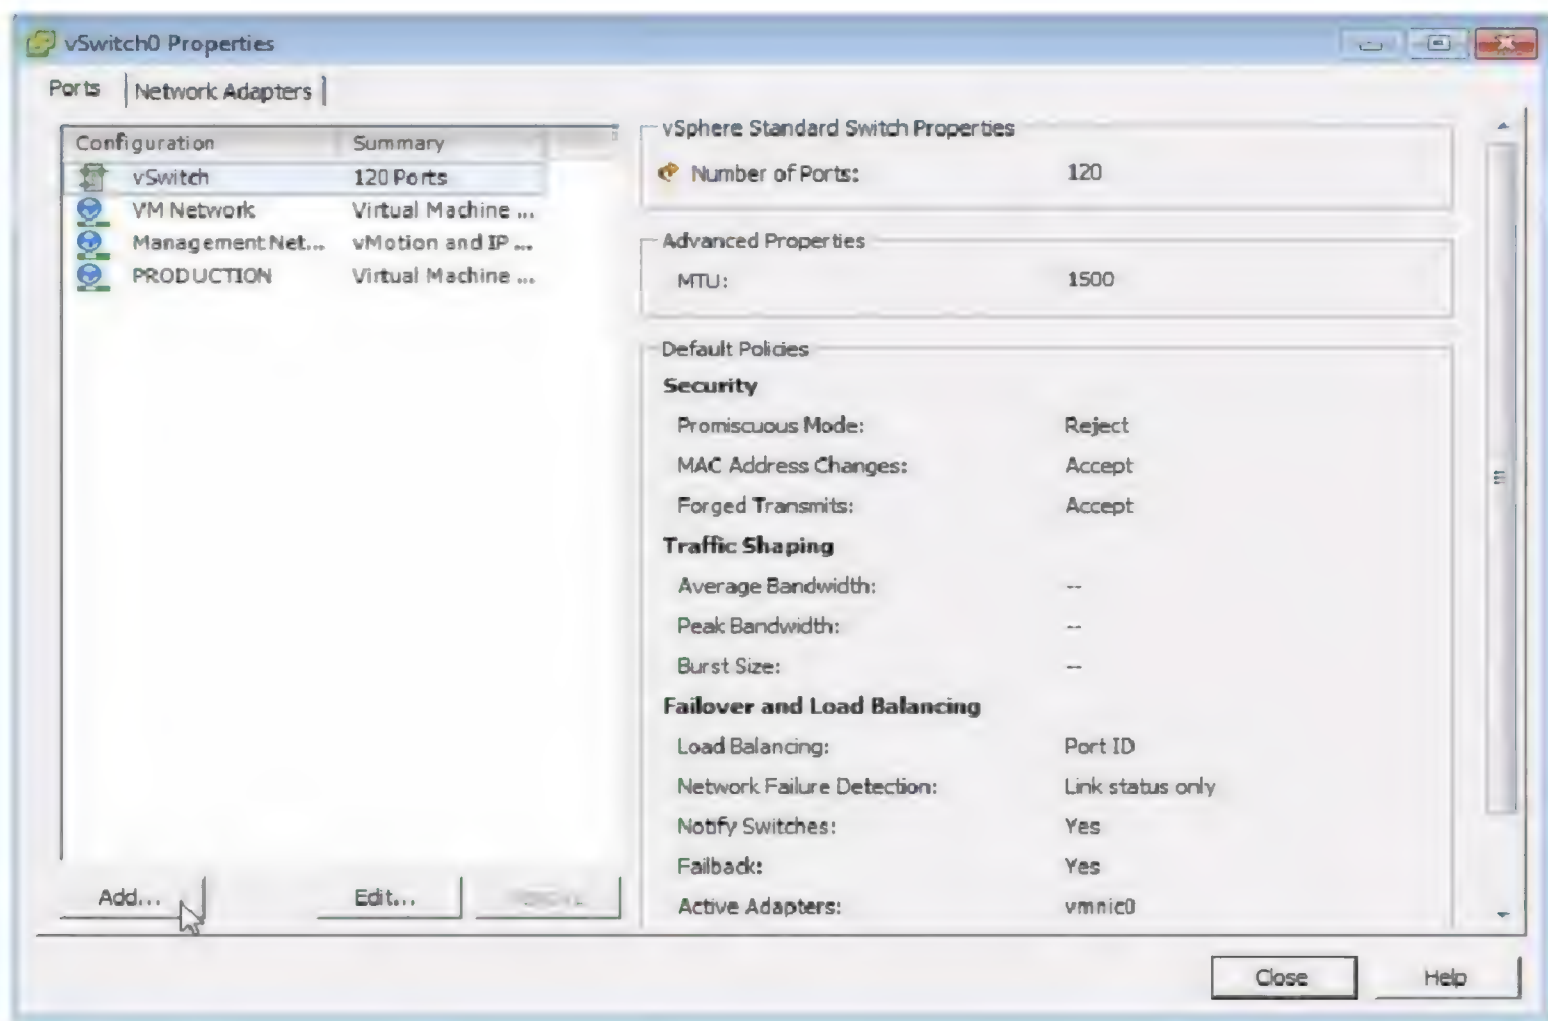 vSwitch0 Properties
Ports
Network Adapters
Configuration Summary
vSwitch 120 Ports
VM Network Virtual Machine ...
Management Net... vMotion and IP ...
PRODUCTION Virtual Machine ...
Add...
Edit...
vSphere Standard Switch Properties
Number of Ports: 120
Advanced Properties
MTU: 1500
Default Policies
Security
Promiscuous Mode: Reject
MAC Address Changes: Accept
Forged Transmits: Accept
Traffic Shaping
Average Bandwidth: --
Peak Bandwidth: --
Burst Size: --
Failover and Load Balancing
Load Balancing: Port ID
Network Failure Detection: Link status only
Notify Switches: Yes
Failback: Yes
Active Adapters: vmnic0
Close
Help